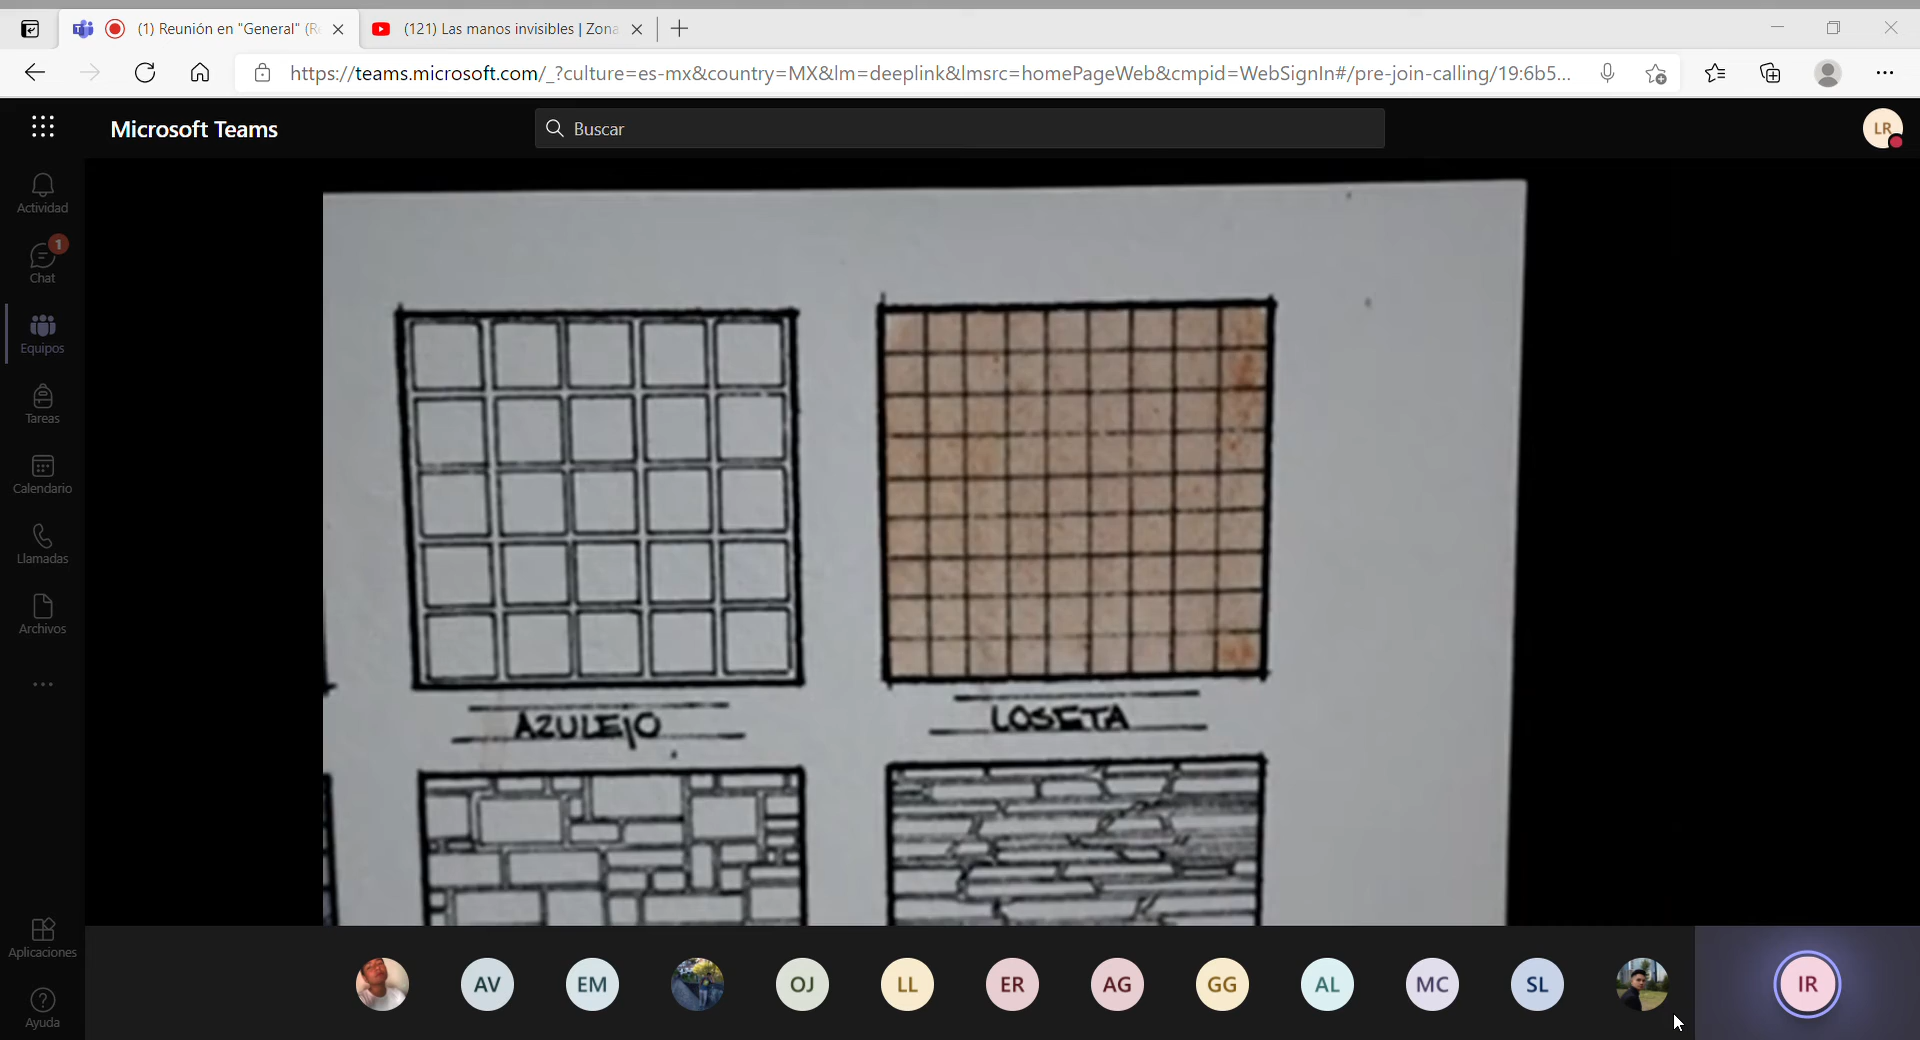 (1) Reunión en "General" (R
(121) Las manos invisibles | Zona
https://teams.microsoft.com/_?culture=es-mx&country=MX&lm=deeplink&lmsrc=homePageWeb&cmpid=WebSignIn#/pre-join-calling/19:6b5...
Microsoft Teams
Buscar
LR
Actividad
1
Chat
Equipos
Tareas
Calendario
Llamadas
Archivos
Aplicaciones
Ayuda
AZULEJO
LOSETA
AV
EM
OJ
LL
ER
AG
GG
AL
MC
SL
IR